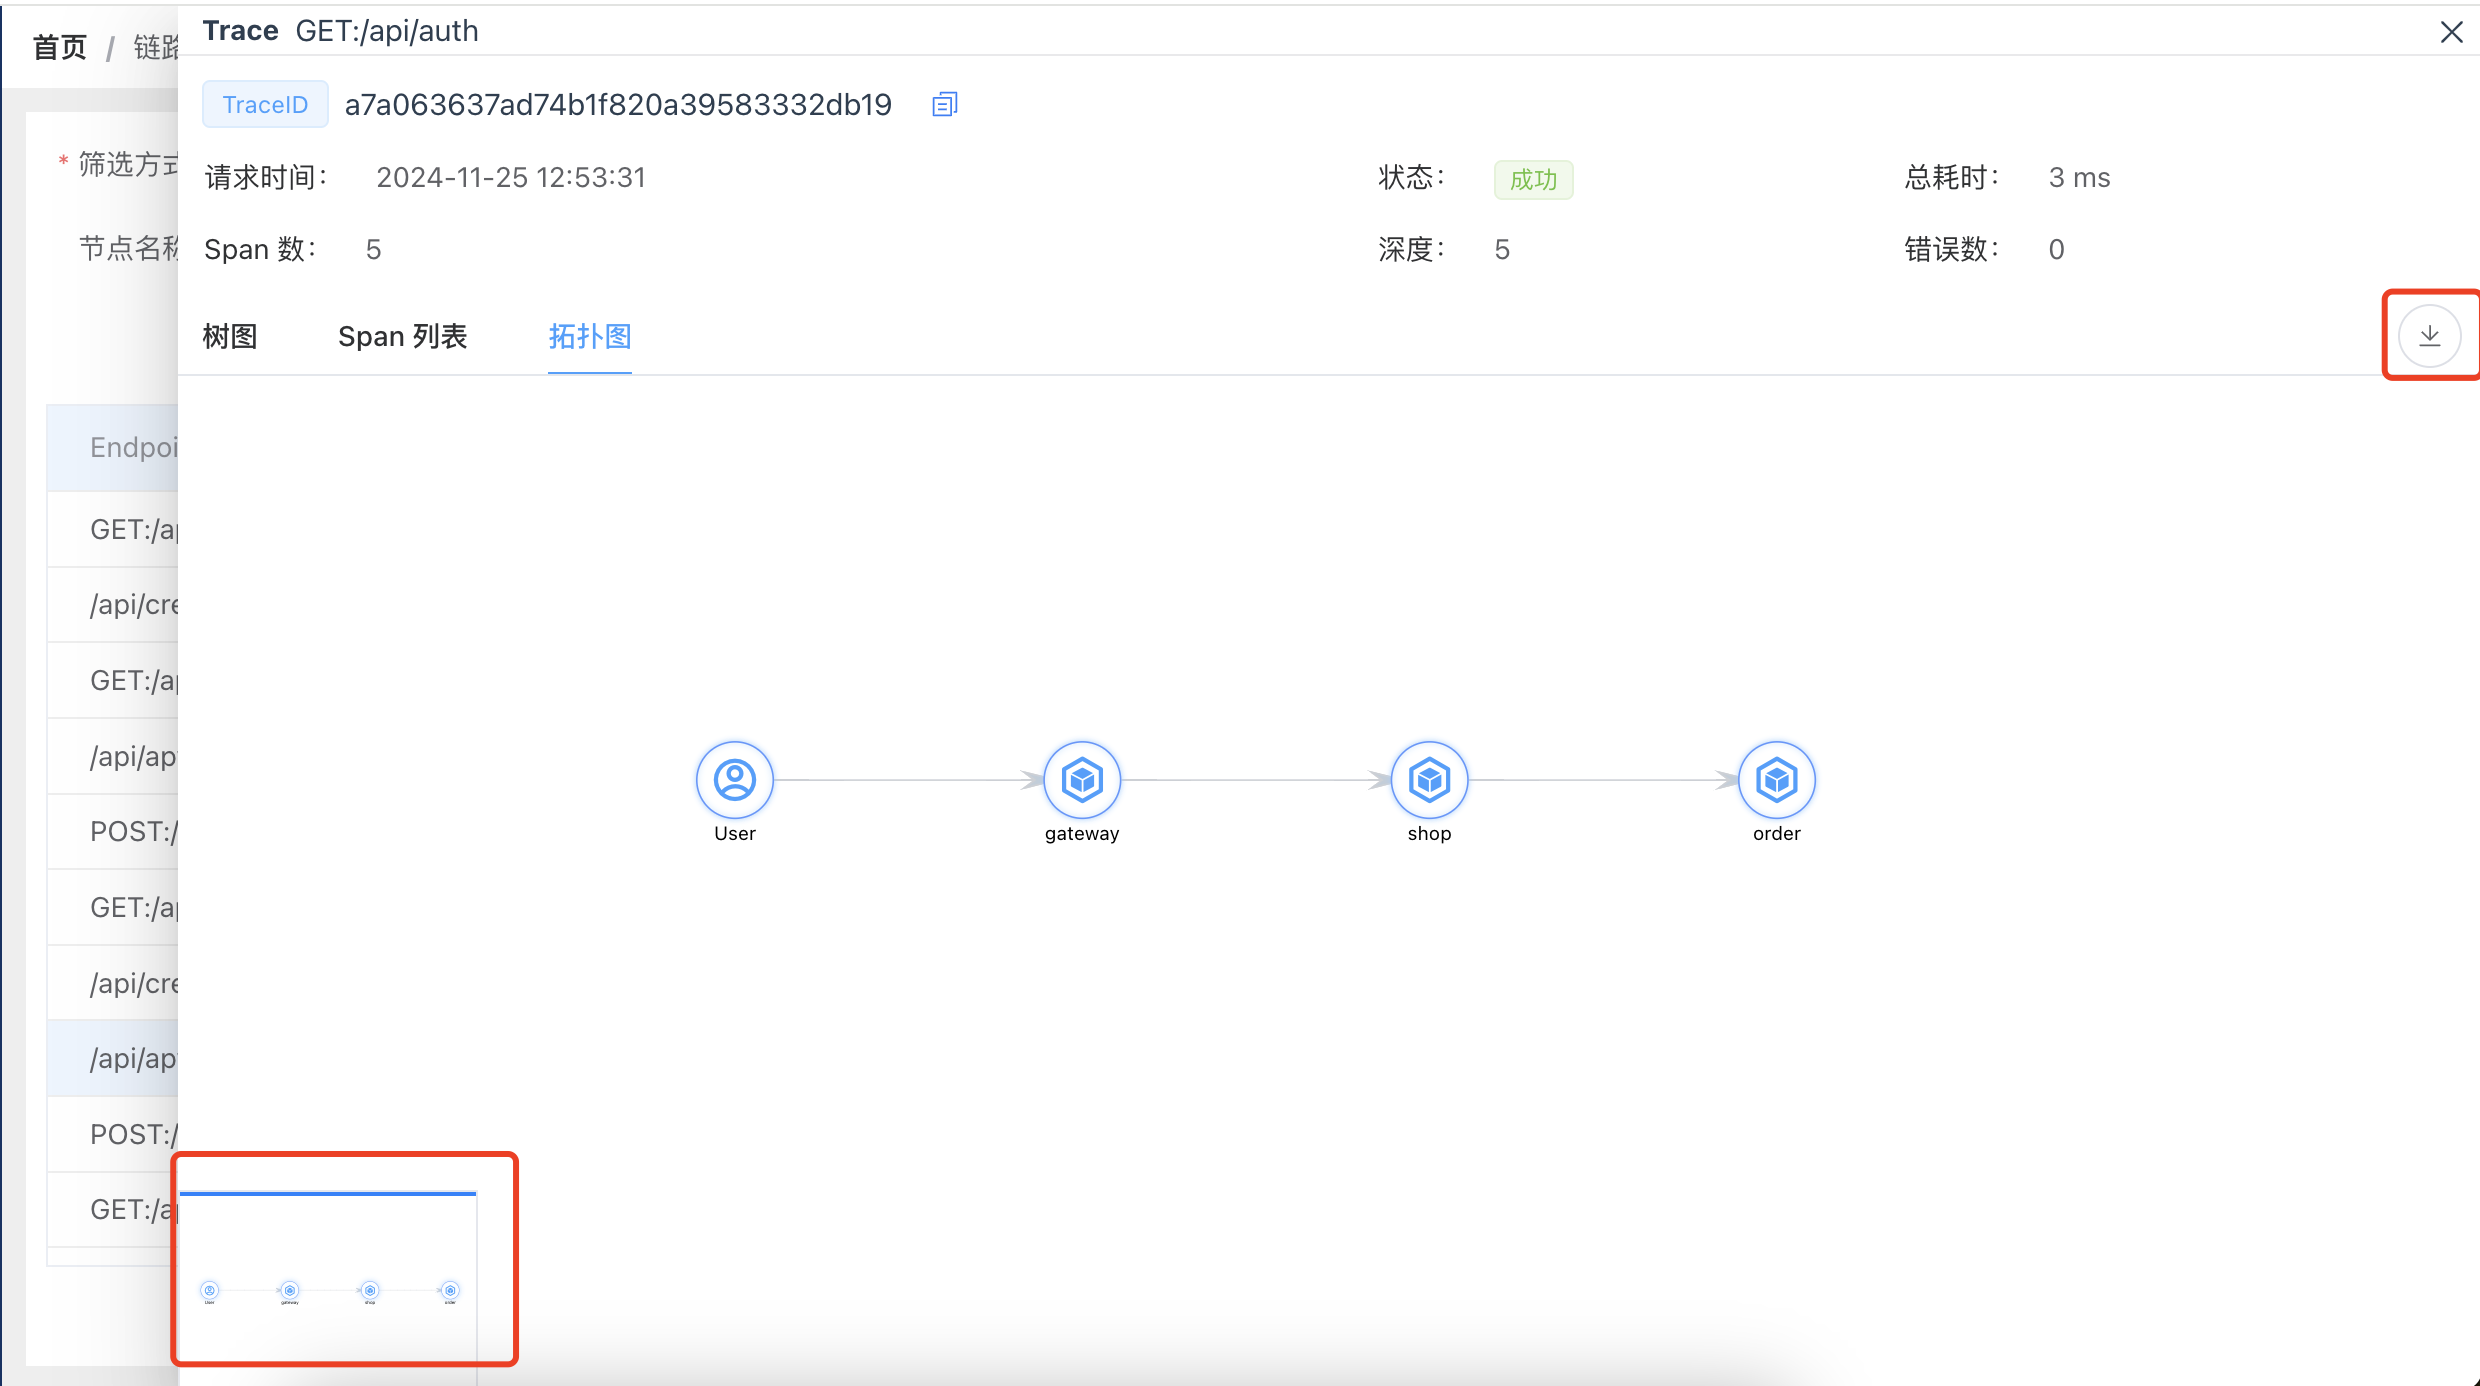 Trace GET:/api/auth
首页 / 链路
TraceID a7a063637ad74b1f820a39583332db19
* 筛选方式
请求时间： 2024-11-25 12:53:31 状态： 成功 总耗时： 3 ms
节点名称
Span 数： 5 深度： 5 错误数： 0
树图 Span 列表 拓扑图
Endpoi
GET:/ap
/api/cre
GET:/ap
/api/ap
POST:/
GET:/ap
/api/cre
/api/ap
POST:/
GET:/a
User gateway shop order
User gateway shop order